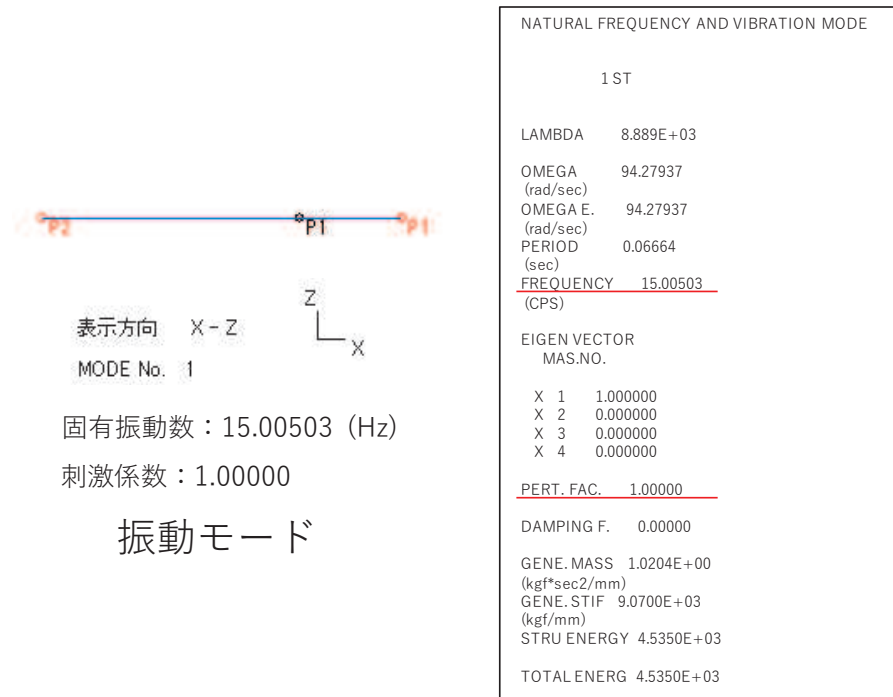 P2
P1
P1
Z
X
表示方向 X-Z
MODE No. 1
固有振動数：15.00503 (Hz)
刺激係数：1.00000
振動モード
NATURAL FREQUENCY AND VIBRATION MODE
1 ST
LAMBDA 8.889E+03
OMEGA 94.27937
(rad/sec)
OMEGA E. 94.27937
(rad/sec)
PERIOD 0.06664
(sec)
FREQUENCY 15.00503
(CPS)
EIGEN VECTOR
MAS.NO.
X 1 1.000000
X 2 0.000000
X 3 0.000000
X 4 0.000000
PERT. FAC. 1.00000
DAMPING F. 0.00000
GENE. MASS 1.0204E+00
(kgf*sec2/mm)
GENE. STIF 9.0700E+03
(kgf/mm)
STRU ENERGY 4.5350E+03
TOTAL ENERG 4.5350E+03